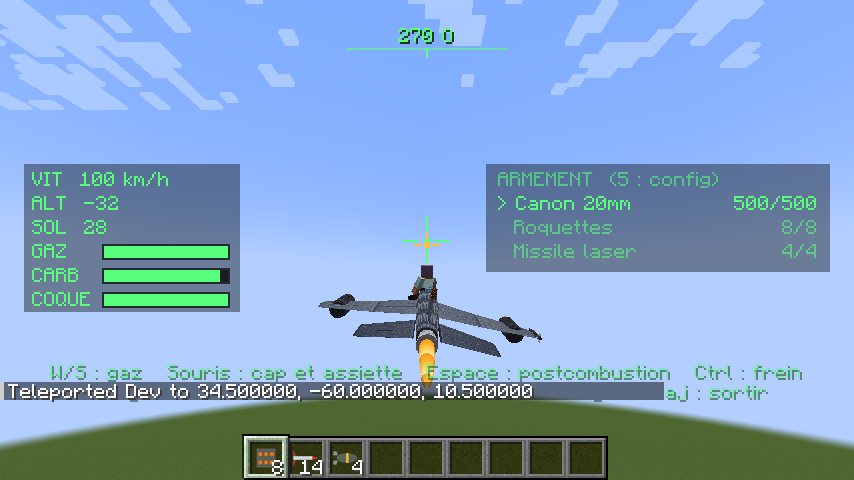 279 O
VIT 100 km/h
ALT -32
SOL 28
GAZ
CARB
COQUE
ARMEMENT (5 : config)
> Canon 20mm 500/500
Roquettes 8/8
Missile laser 4/4
W/S : gaz Souris : cap et assiette Espace : postcombustion Ctrl : frein
Teleported Dev to 34.500000, -60.000000, 10.500000
aj : sortir
8 14 4